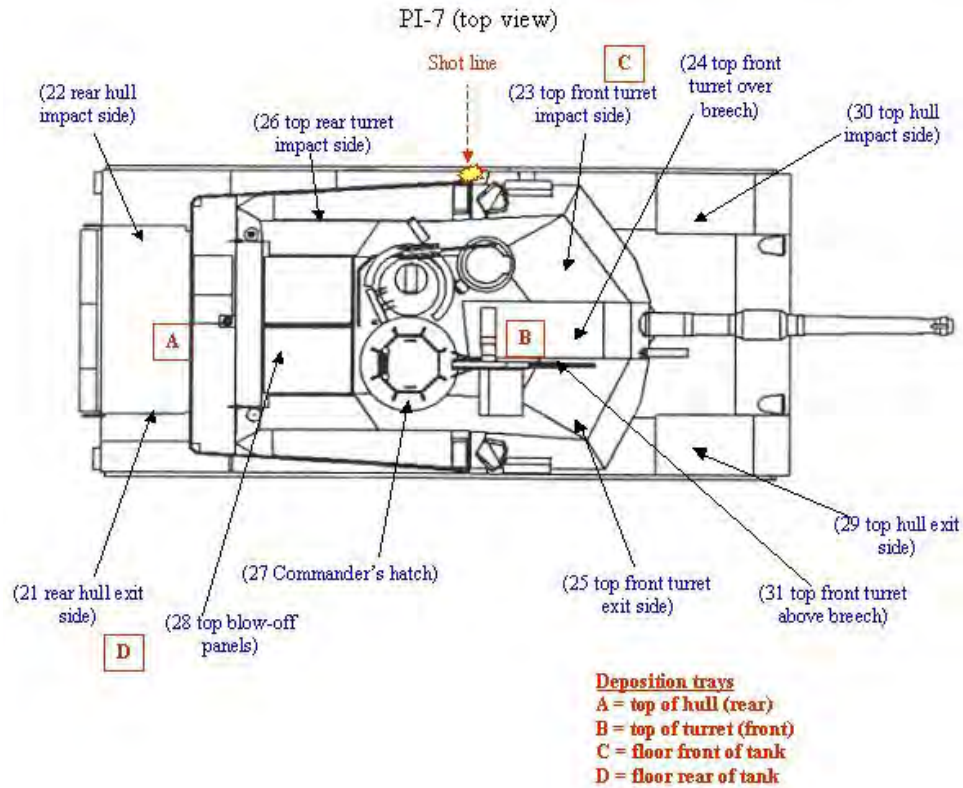 PI-7 (top view)
Shot line
C
(24 top front
turret over
breech)
(22 rear hull
impact side)
(23 top front turret
impact side)
(30 top hull
impact side)
(26 top rear turret
impact side)
A
B
(29 top hull exit
side)
(27 Commander's hatch)
(25 top front turret
exit side)
(31 top front turret
above breech)
(21 rear hull exit
side)
(28 top blow-off
panels)
D
Deposition trays
A = top of hull (rear)
B = top of turret (front)
C = floor front of tank
D = floor rear of tank